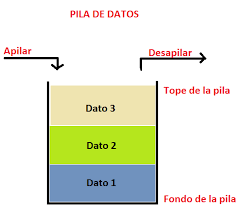 PILA DE DATOS
Apilar
Desapilar
Tope de la pila
Dato 3
Dato 2
Dato 1
Fondo de la pila